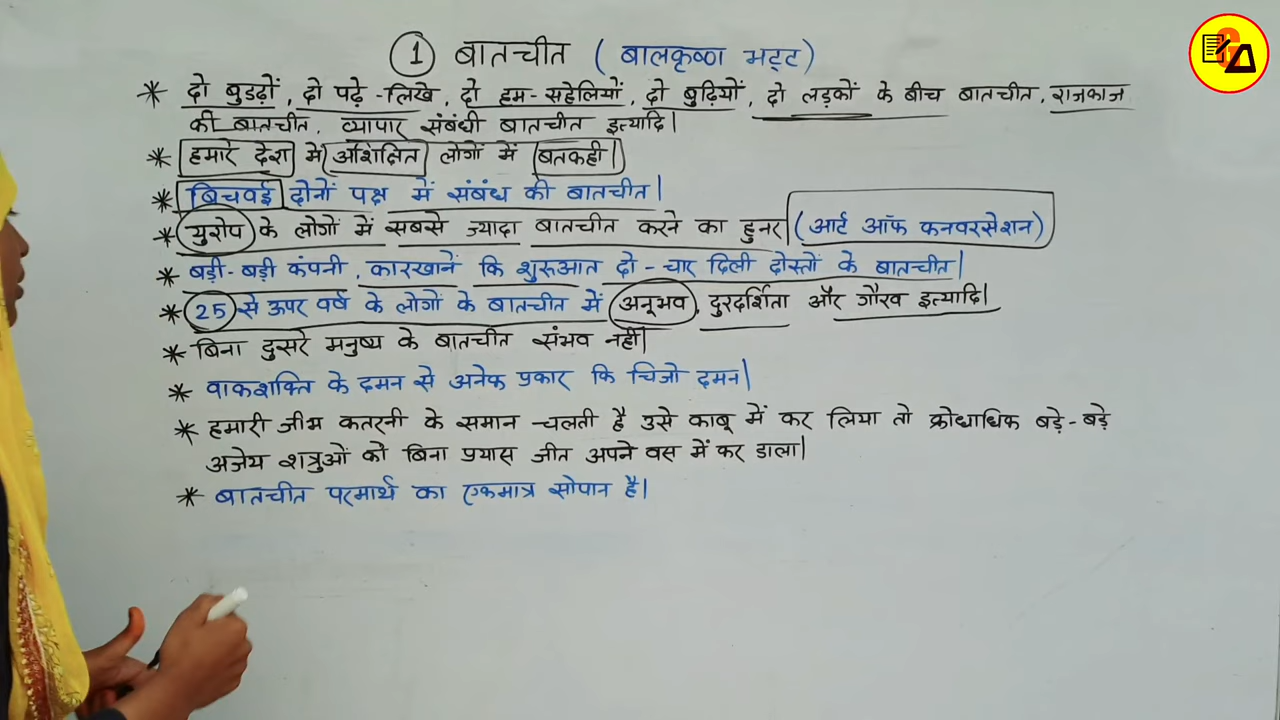 ① बातचीत ( बालकृष्ण भट्ट )
* दो बुडढ़ों, दो पढ़े -लिखे, दो हम- सहेलियों, दो बुढ़ियों, दो लड़कों के बीच बातचीत, राजकाज
की बातचीत, व्यापार संबंधी बातचीत इत्यादि।
* हमारे देश में अशिक्षित लोगों में बतकही।
* बिचवई दोनों पक्ष में संबंध की बातचीत।
* युरोप के लोगों में सबसे ज्यादा बातचीत करने का हुनर (आर्ट ऑफ कनवरसेशन)
* बड़ी-बड़ी कंपनी, कारखानें कि शुरुआत दो-चार दिली दोस्तों के बातचीत।
* 25 से ऊपर वर्ष के लोगों के बातचीत में अनूभव, दुरदर्शिता और गौरव इत्यादि।
* बिना दुसरे मनुष्य के बातचीत संभव नहीं।
* वाकशक्ति के दमन से अनेक प्रकार कि चिजो दमन।
* हमारी जीभ कतरनी के समान चलती है उसे काबू में कर लिया तो क्रोधाधिक बड़े-बड़े
अजेय शत्रुओं को बिना प्रयास जीत अपने वस में कर डाला।
* बातचीत परमार्थ का एकमात्र सोपान है।